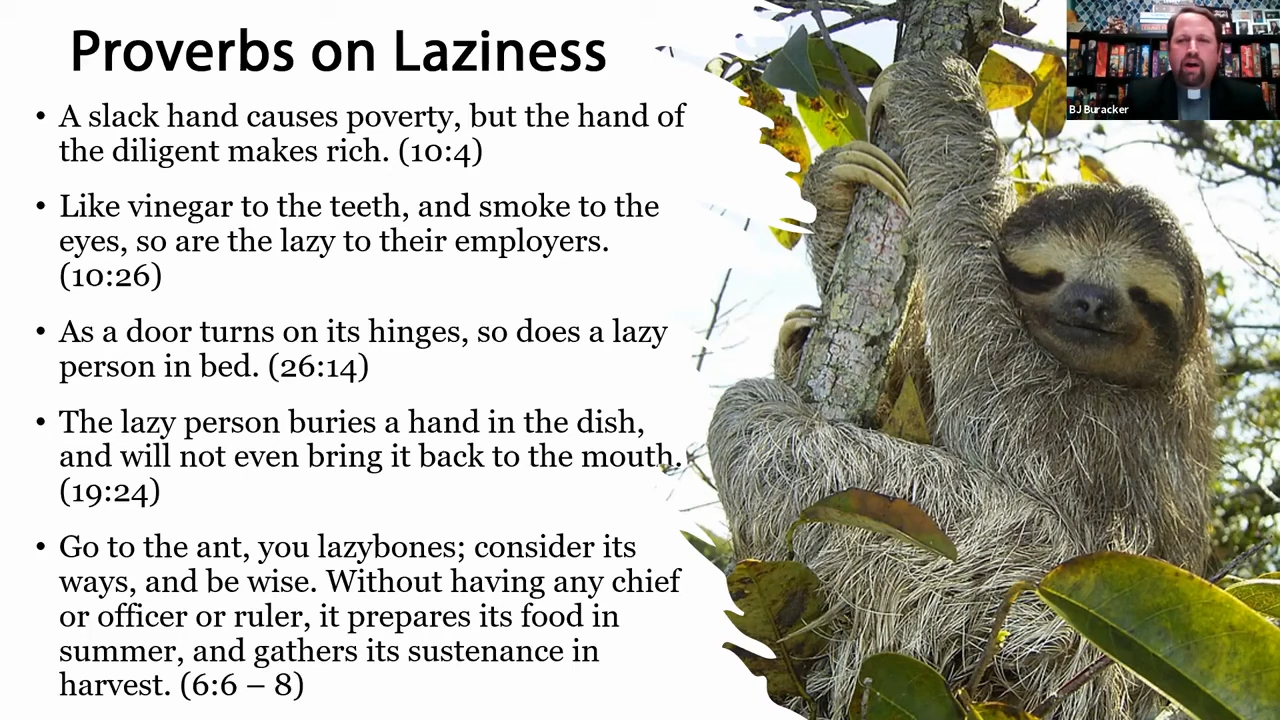 Proverbs on Laziness
• A slack hand causes poverty, but the hand of
the diligent makes rich. (10:4)
• Like vinegar to the teeth, and smoke to the
eyes, so are the lazy to their employers.
(10:26)
• As a door turns on its hinges, so does a lazy
person in bed. (26:14)
• The lazy person buries a hand in the dish,
and will not even bring it back to the mouth.
(19:24)
• Go to the ant, you lazybones; consider its
ways, and be wise. Without having any chief
or officer or ruler, it prepares its food in
summer, and gathers its sustenance in
harvest. (6:6 – 8)
BJ Buracker